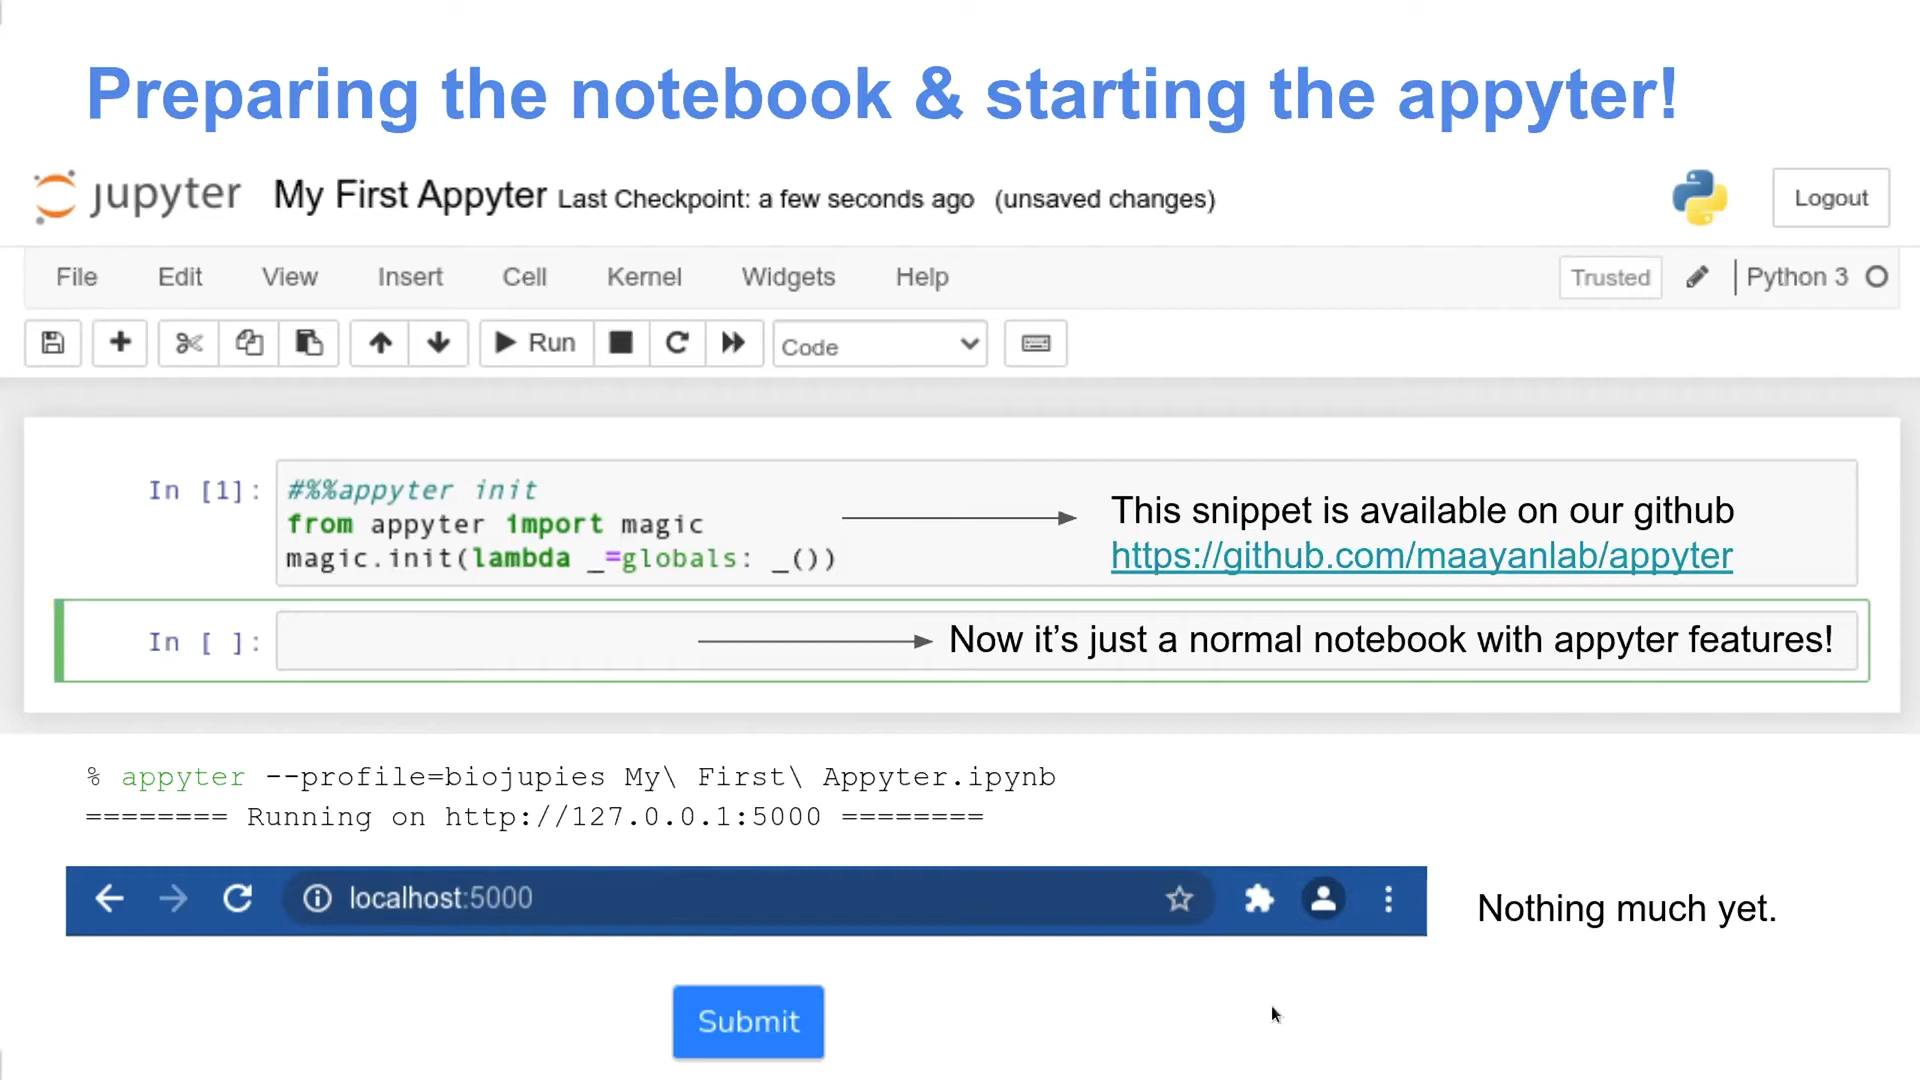 Preparing the notebook & starting the appyter!
jupyter My First Appyter Last Checkpoint: a few seconds ago (unsaved changes) Logout
File Edit View Insert Cell Kernel Widgets Help Trusted Python 3
Run Code
In [1]: #%%appyter init
from appyter import magic
magic.init(lambda _=globals: _())
This snippet is available on our github
https://github.com/maayanlab/appyter
In [ ]: Now it’s just a normal notebook with appyter features!
% appyter --profile=biojupies My\ First\ Appyter.ipynb
======== Running on http://127.0.0.1:5000 ========
localhost:5000
Nothing much yet.
Submit